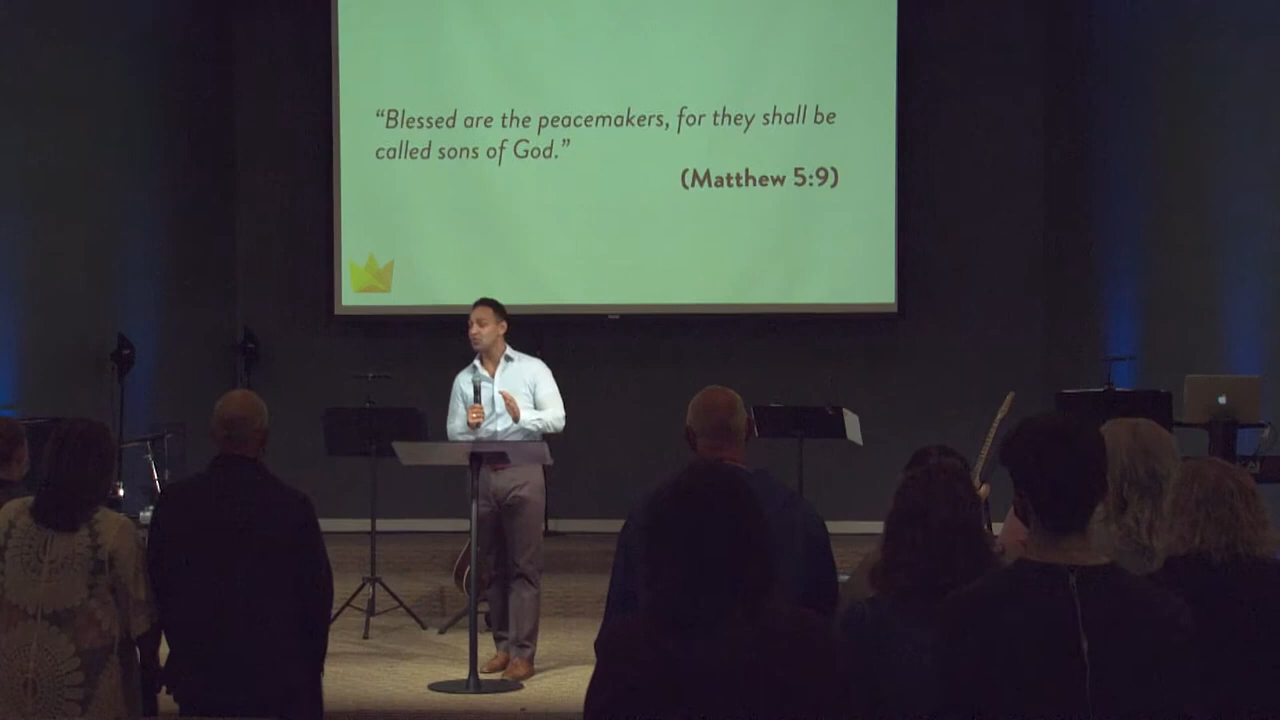 “Blessed are the peacemakers, for they shall be
called sons of God.”
(Matthew 5:9)